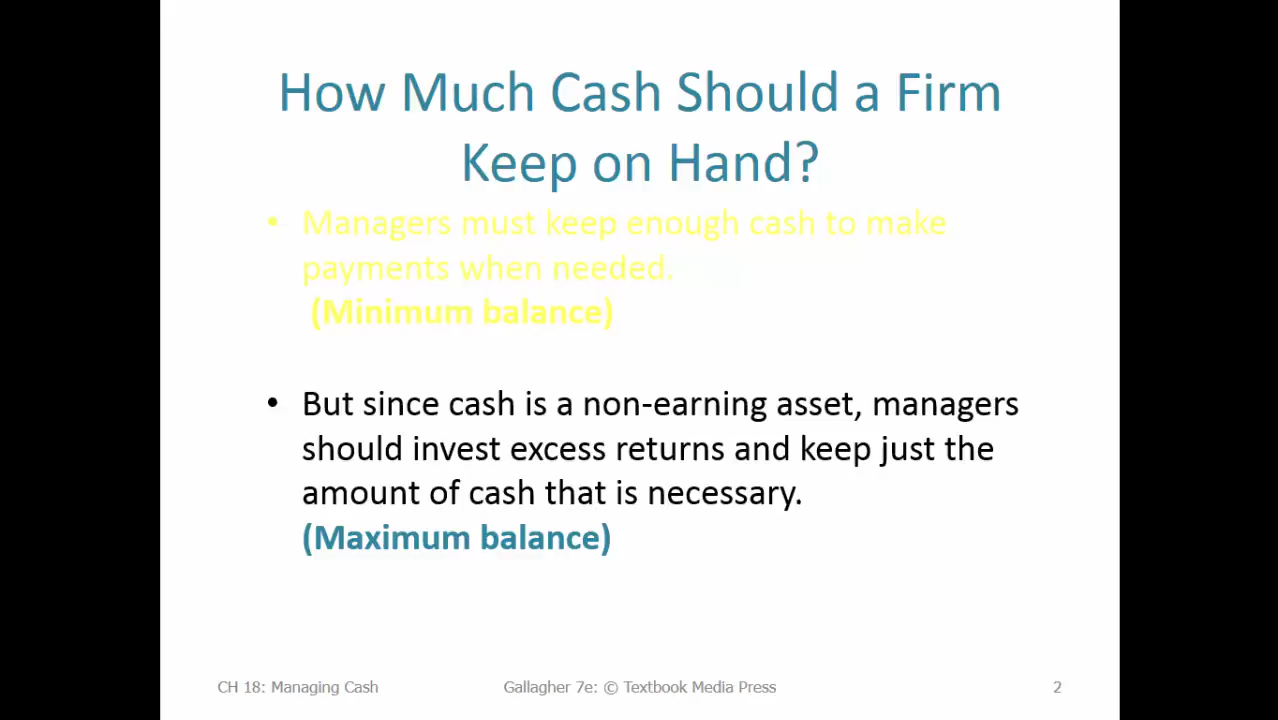 How Much Cash Should a Firm
Keep on Hand?
• Managers must keep enough cash to make
payments when needed.
(Minimum balance)
• But since cash is a non-earning asset, managers
should invest excess returns and keep just the
amount of cash that is necessary.
(Maximum balance)
CH 18: Managing Cash
Gallagher 7e: © Textbook Media Press
2